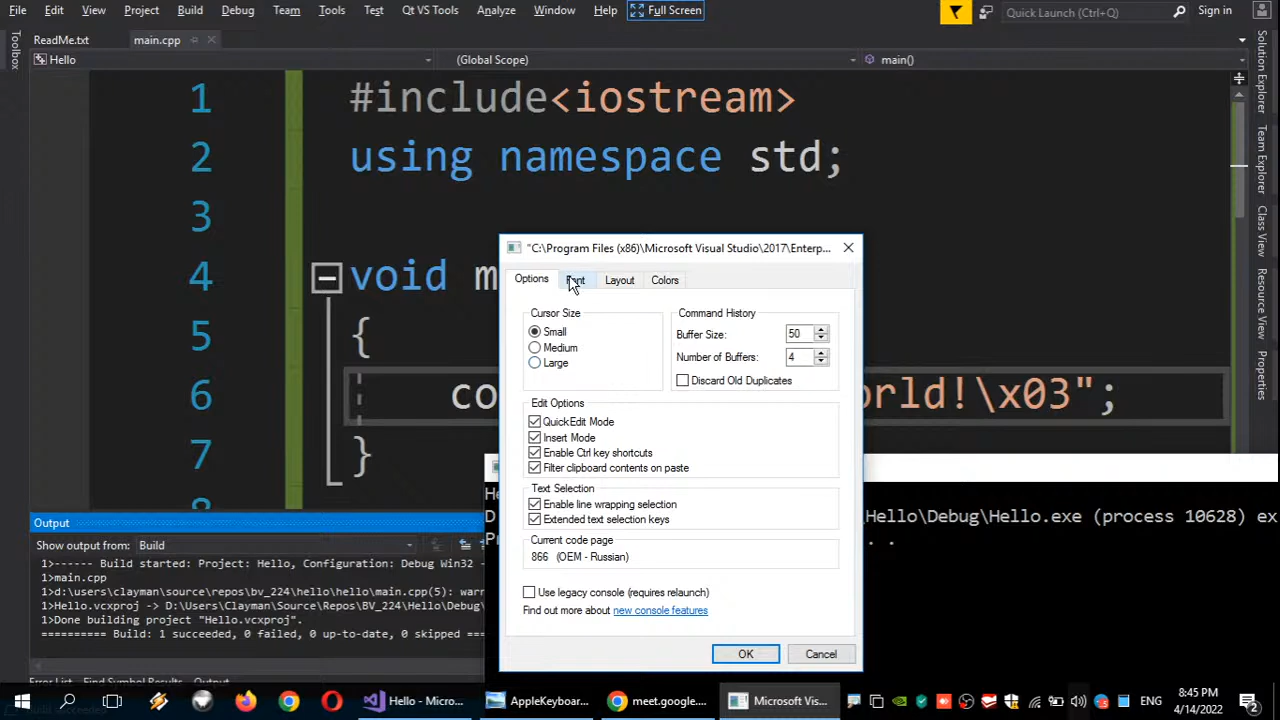 File Edit View Project Build Debug Team Tools Test Qt VS Tools Analyze Window Help Full Screen Quick Launch (Ctrl+Q) Sign in
ReadMe.txt main.cpp
Hello (Global Scope) main()
Toolbox
Solution Explorer
Team Explorer
Class View
Resource View
Properties
1 #include<iostream>
2 using namespace std;
3
4 void m
5 {
6 co orld!\x03";
7 }
8
"C:\Program Files (x86)\Microsoft Visual Studio\2017\Enterp...
Options Font Layout Colors
Cursor Size
Small
Medium
Large
Command History
Buffer Size: 50
Number of Buffers: 4
Discard Old Duplicates
Edit Options
QuickEdit Mode
Insert Mode
Enable Ctrl key shortcuts
Filter clipboard contents on paste
Text Selection
Enable line wrapping selection
Extended text selection keys
Current code page
866 (OEM - Russian)
Use legacy console (requires relaunch)
Find out more about new console features
OK Cancel
He
D \Hello\Debug\Hello.exe (process 10628) ex
Pr . .
Output
Show output from: Build
1>------ Build started: Project: Hello, Configuration: Debug Win32 -
1>main.cpp
1>d:\users\clayman\source\repos\bv_224\hello\hello\main.cpp(5): warn
1>Hello.vcxproj -> D:\Users\Clayman\Source\Repos\BV_224\Hello\Debug\
1>Done building project "Hello.vcxproj".
========== Build: 1 succeeded, 0 failed, 0 up-to-date, 0 skipped ===
Error List Find Symbol Results Output
Hello - Micro... AppleKeyboar... meet.google.... Microsoft Vis... ENG 8:45 PM
4/14/2022
2